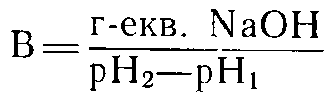 B = г-екв. NaOH / pH₂—pH₁